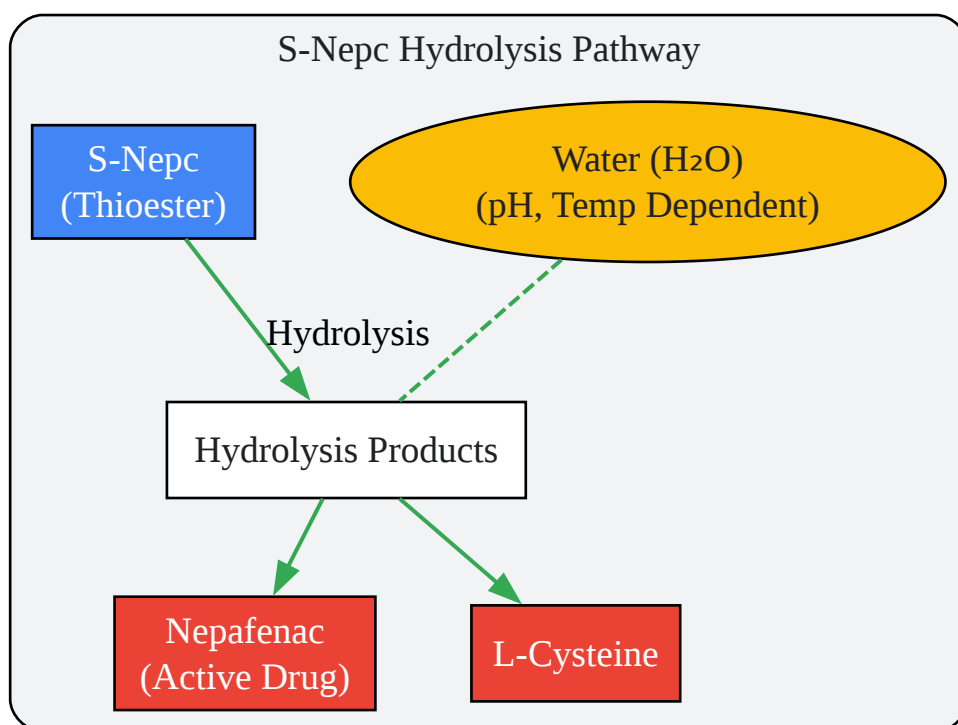 S-Nepc Hydrolysis Pathway
S-Nepc
(Thioester)
Water (H₂O)
(pH, Temp Dependent)
Hydrolysis
Hydrolysis Products
Nepafenac
(Active Drug)
L-Cysteine